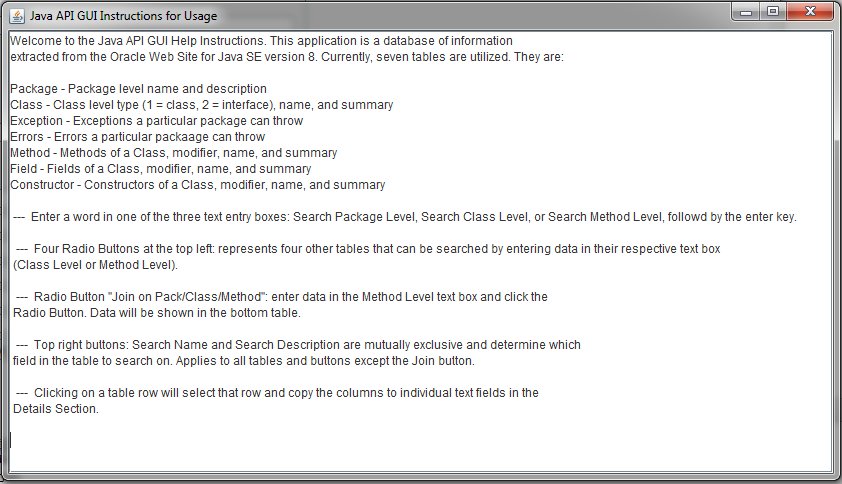 Java API GUI Instructions for Usage
Welcome to the Java API GUI Help Instructions. This application is a database of information
extracted from the Oracle Web Site for Java SE version 8. Currently, seven tables are utilized. They are:
Package - Package level name and description
Class - Class level type (1 = class, 2 = interface), name, and summary
Exception - Exceptions a particular package can throw
Errors - Errors a particular packaage can throw
Method - Methods of a Class, modifier, name, and summary
Field - Fields of a Class, modifier, name, and summary
Constructor - Constructors of a Class, modifier, name, and summary
--- Enter a word in one of the three text entry boxes: Search Package Level, Search Class Level, or Search Method Level, followd by the enter key.
--- Four Radio Buttons at the top left: represents four other tables that can be searched by entering data in their respective text box
(Class Level or Method Level).
--- Radio Button "Join on Pack/Class/Method": enter data in the Method Level text box and click the
Radio Button. Data will be shown in the bottom table.
--- Top right buttons: Search Name and Search Description are mutually exclusive and determine which
field in the table to search on. Applies to all tables and buttons except the Join button.
--- Clicking on a table row will select that row and copy the columns to individual text fields in the
Details Section.